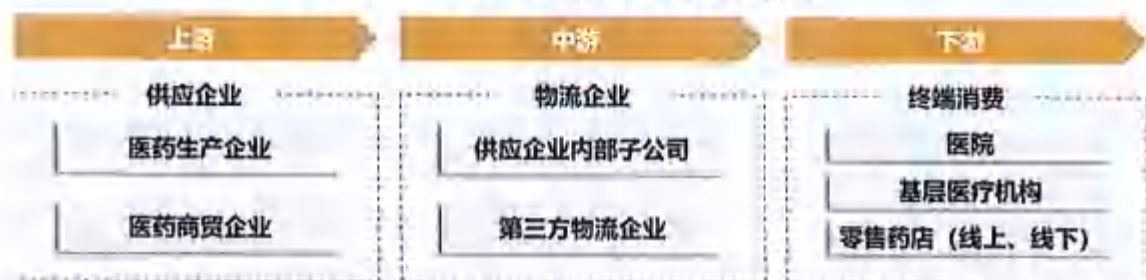 上游
中游
下游
供应企业
物流企业
终端消费
医药生产企业
供应企业内部子公司
医院
基层医疗机构
医药商贸企业
第三方物流企业
零售药店（线上、线下）